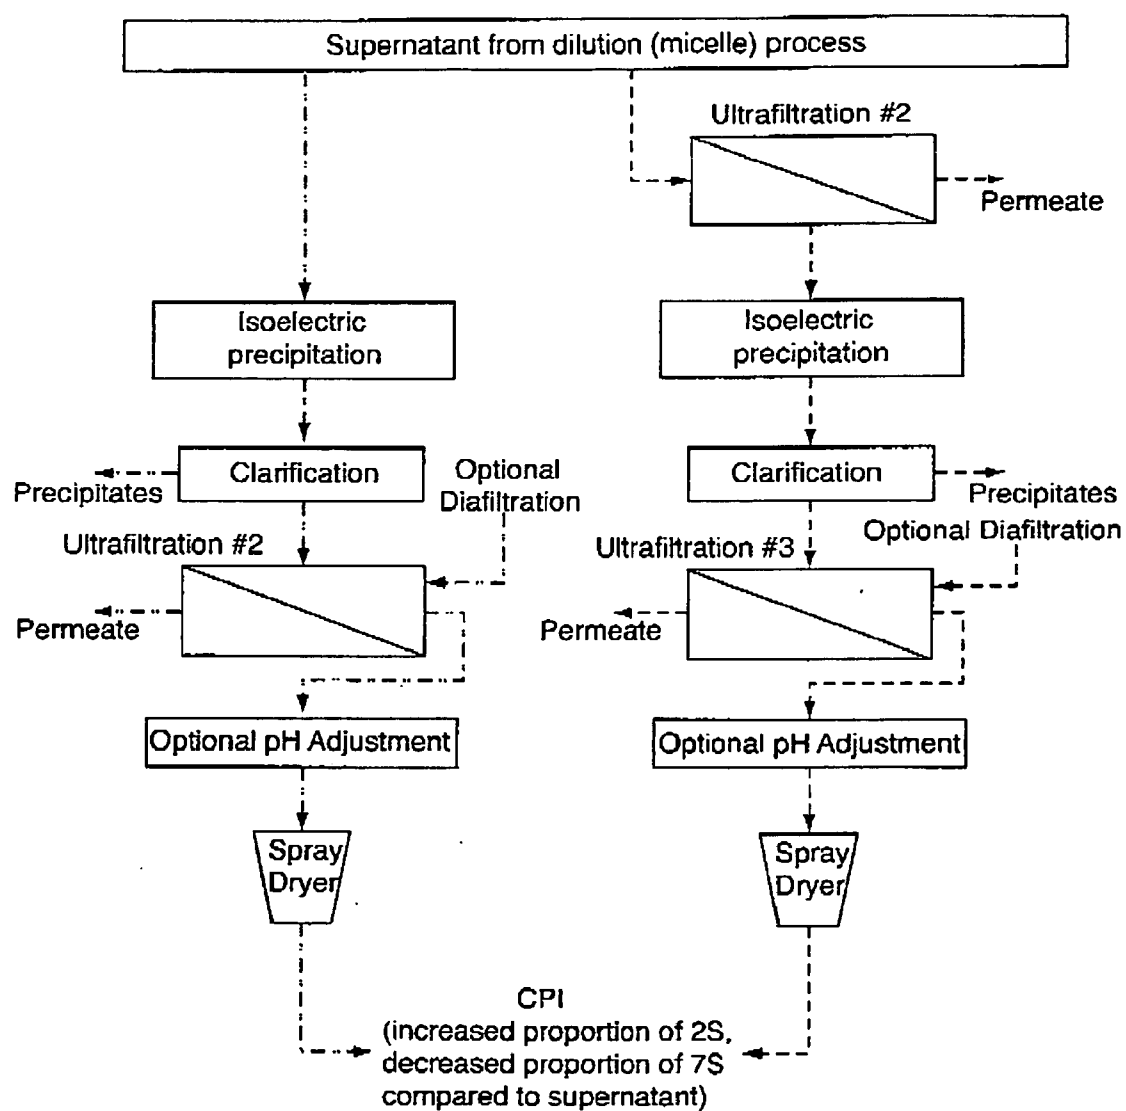 Supernatant from dilution (micelle) process
Ultrafiltration #2
Permeate
Isoelectric
precipitation
Isoelectric
precipitation
Clarification
Precipitates
Optional
Diafiltration
Clarification
Precipitates
Ultrafiltration #2
Permeate
Optional Diafiltration
Ultrafiltration #3
Permeate
Optional pH Adjustment
Optional pH Adjustment
Spray
Dryer
Spray
Dryer
CPI
(increased proportion of 2S,
decreased proportion of 7S
compared to supernatant)